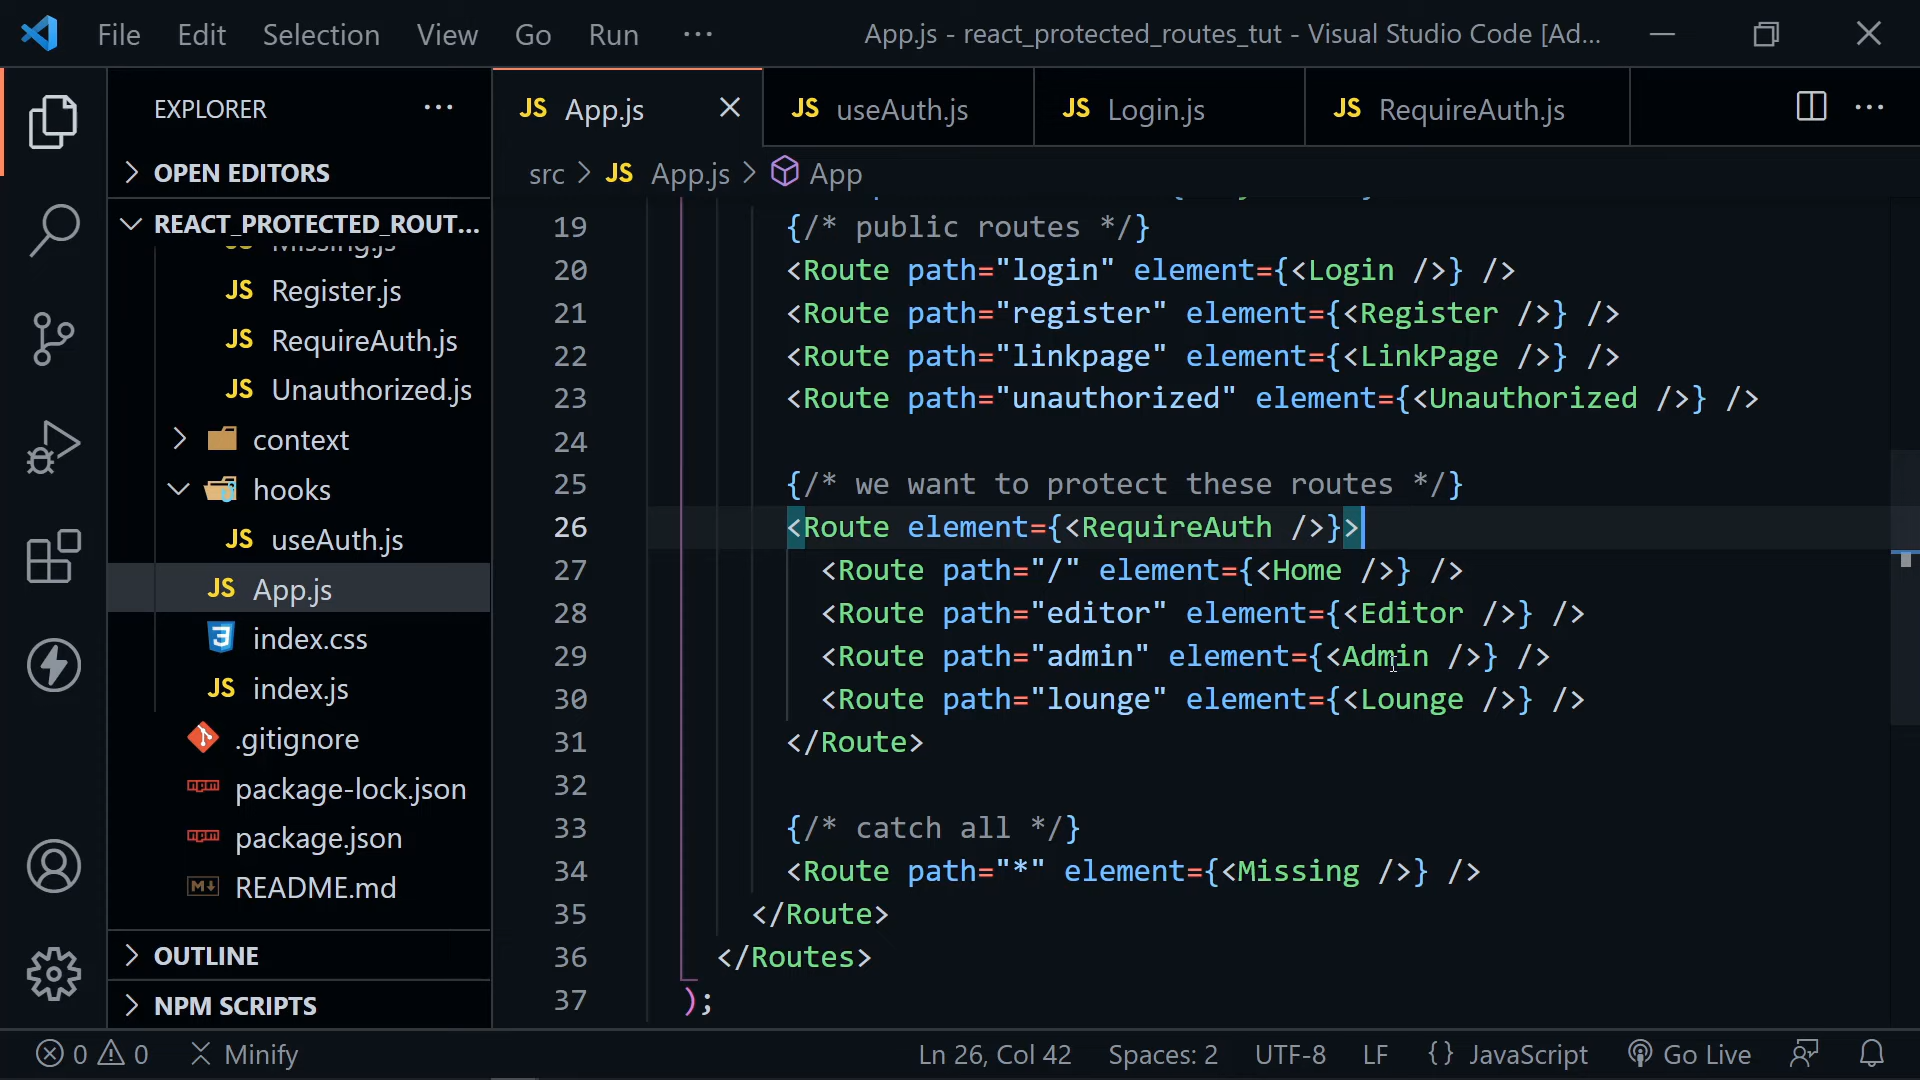 File Edit Selection View Go Run ··· App.js - react_protected_routes_tut - Visual Studio Code [Ad...
EXPLORER ···
OPEN EDITORS
REACT_PROTECTED_ROUT...
Missing.js
JS Register.js
JS RequireAuth.js
JS Unauthorized.js
context
hooks
JS useAuth.js
JS App.js
index.css
JS index.js
.gitignore
package-lock.json
package.json
README.md
OUTLINE
NPM SCRIPTS
JS App.js JS useAuth.js JS Login.js JS RequireAuth.js ···
src > JS App.js > App
19 {/* public routes */}
20 <Route path="login" element={<Login />} />
21 <Route path="register" element={<Register />} />
22 <Route path="linkpage" element={<LinkPage />} />
23 <Route path="unauthorized" element={<Unauthorized />} />
24
25 {/* we want to protect these routes */}
26 <Route element={<RequireAuth />}>
27 <Route path="/" element={<Home />} />
28 <Route path="editor" element={<Editor />} />
29 <Route path="admin" element={<Admin />} />
30 <Route path="lounge" element={<Lounge />} />
31 </Route>
32
33 {/* catch all */}
34 <Route path="*" element={<Missing />} />
35 </Route>
36 </Routes>
37 );
0 0 Minify Ln 26, Col 42 Spaces: 2 UTF-8 LF {} JavaScript Go Live